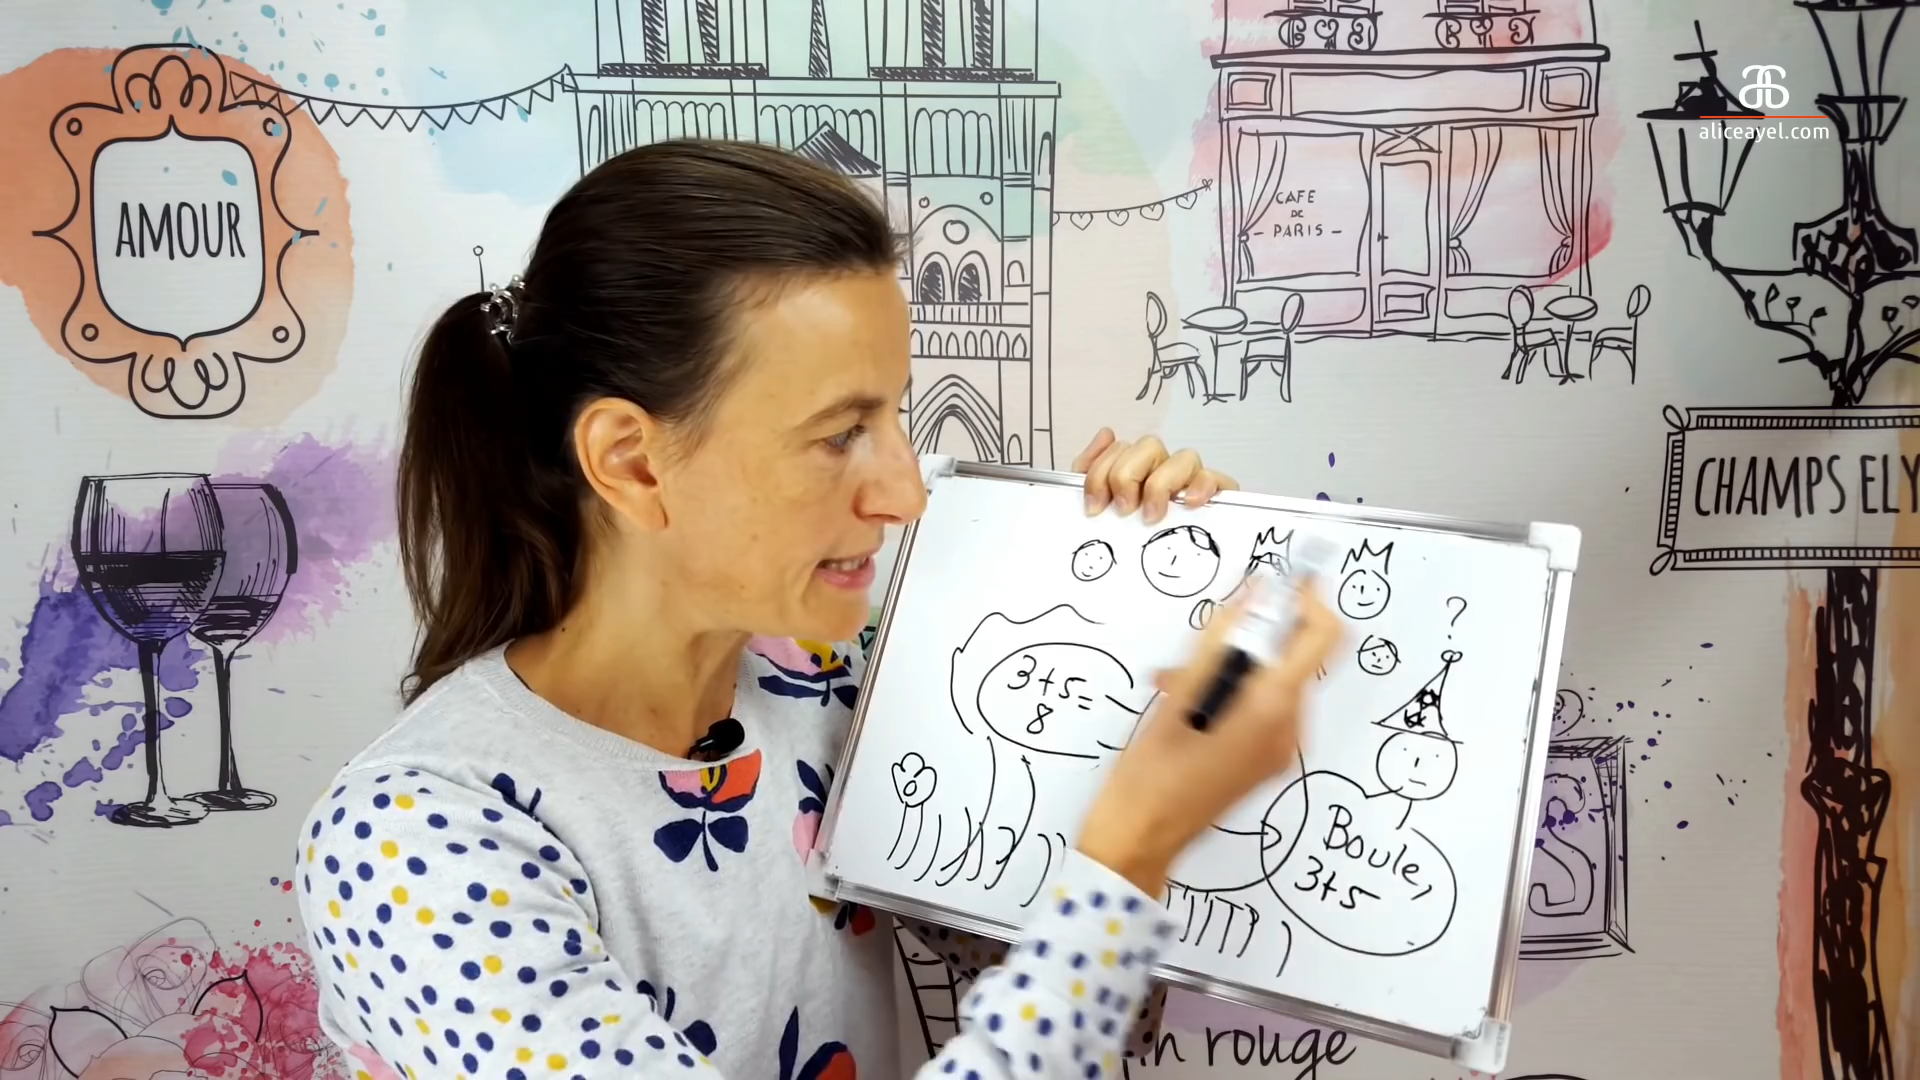 aliceayel.com
AMOUR
CAFE
DE
- PARIS -
CHAMPS ELY
3+5=
8
?
Boule,
3+5
n rouge